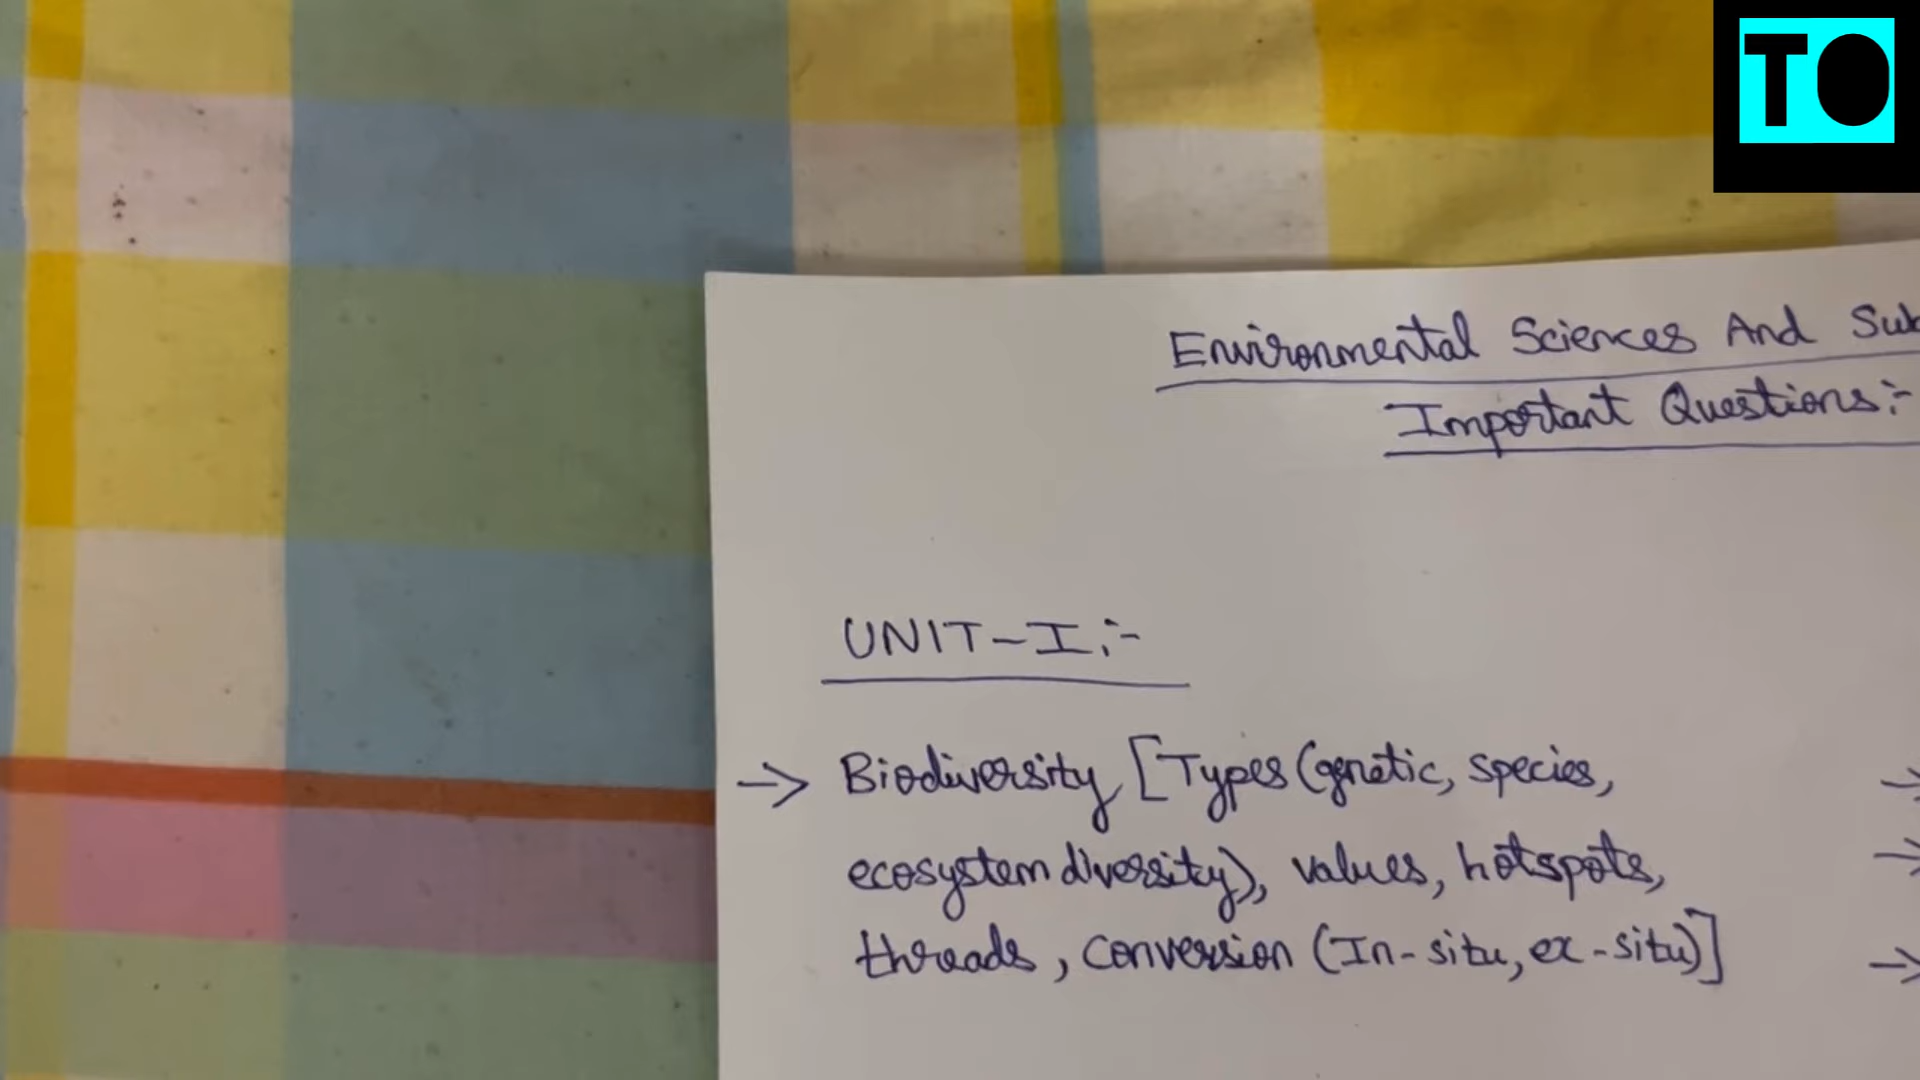 TO
Environmental Sciences And Sub
Important Questions:-
UNIT-I:-
→ Biodiversity [Types (genetic, species,
ecosystem diversity), values, hotspots,
threads, conversion (In-situ, ex-situ)]